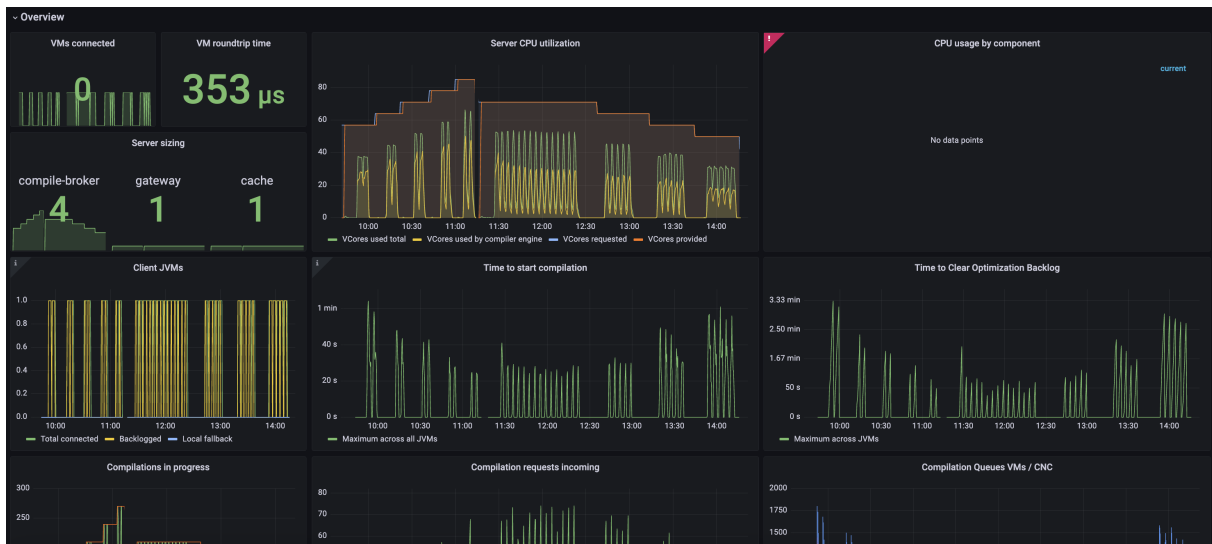 Overview
VMs connected
0
VM roundtrip time
353 μs
Server sizing
compile-broker
4
gateway
1
cache
1
Server CPU utilization
80
60
40
20
0
10:00 10:30 11:00 11:30 12:00 12:30 13:00 13:30 14:00
VCores used total VCores used by compiler engine VCores requested VCores provided
!
CPU usage by component
current
No data points
i
Client JVMs
1.0
0.8
0.6
0.4
0.2
0.0
10:00 11:00 12:00 13:00 14:00
Total connected Backlogged Local fallback
i
Time to start compilation
1 min
40 s
20 s
0 s
10:00 10:30 11:00 11:30 12:00 12:30 13:00 13:30 14:00
Maximum across all JVMs
Time to Clear Optimization Backlog
3.33 min
2.50 min
1.67 min
50 s
0 s
10:00 10:30 11:00 11:30 12:00 12:30 13:00 13:30 14:00
Maximum across JVMs
Compilations in progress
300
250
Compilation requests incoming
80
70
60
Compilation Queues VMs / CNC
2000
1750
1500